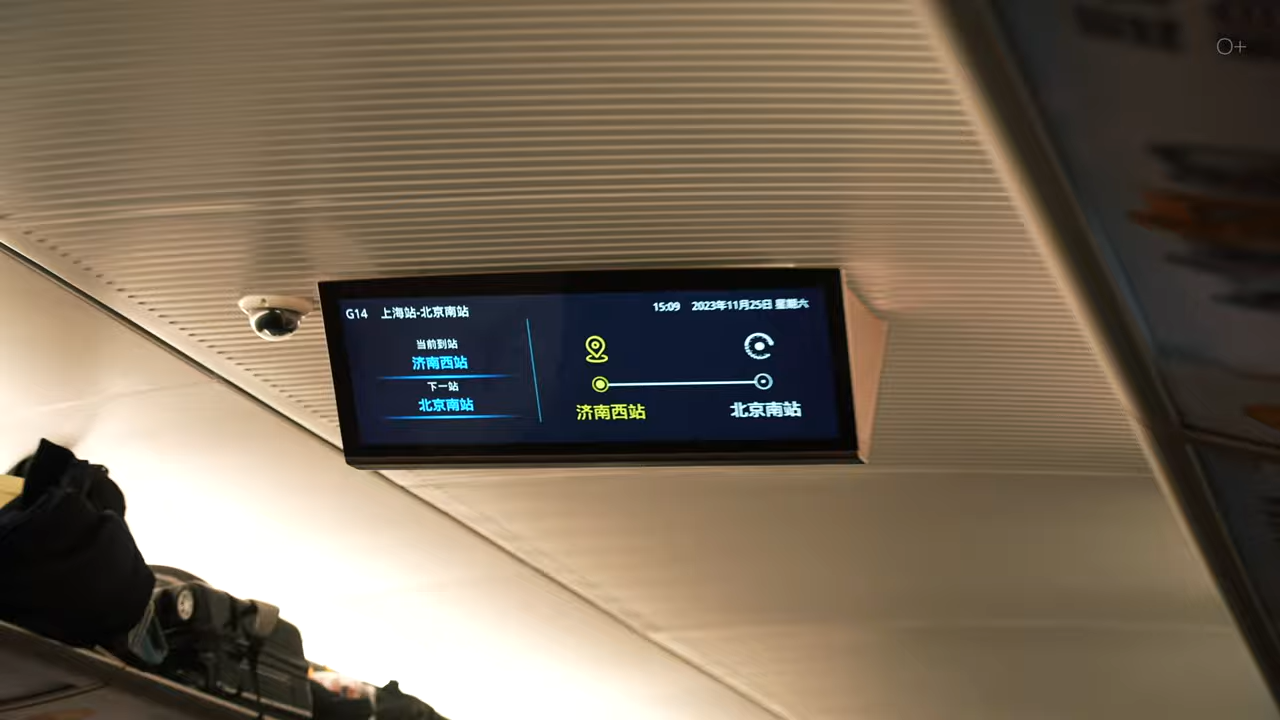 G14 上海站-北京南站
15:09 2023年11月25日 星期六
当前到站
济南西站
下一站
北京南站
济南西站
北京南站
O+